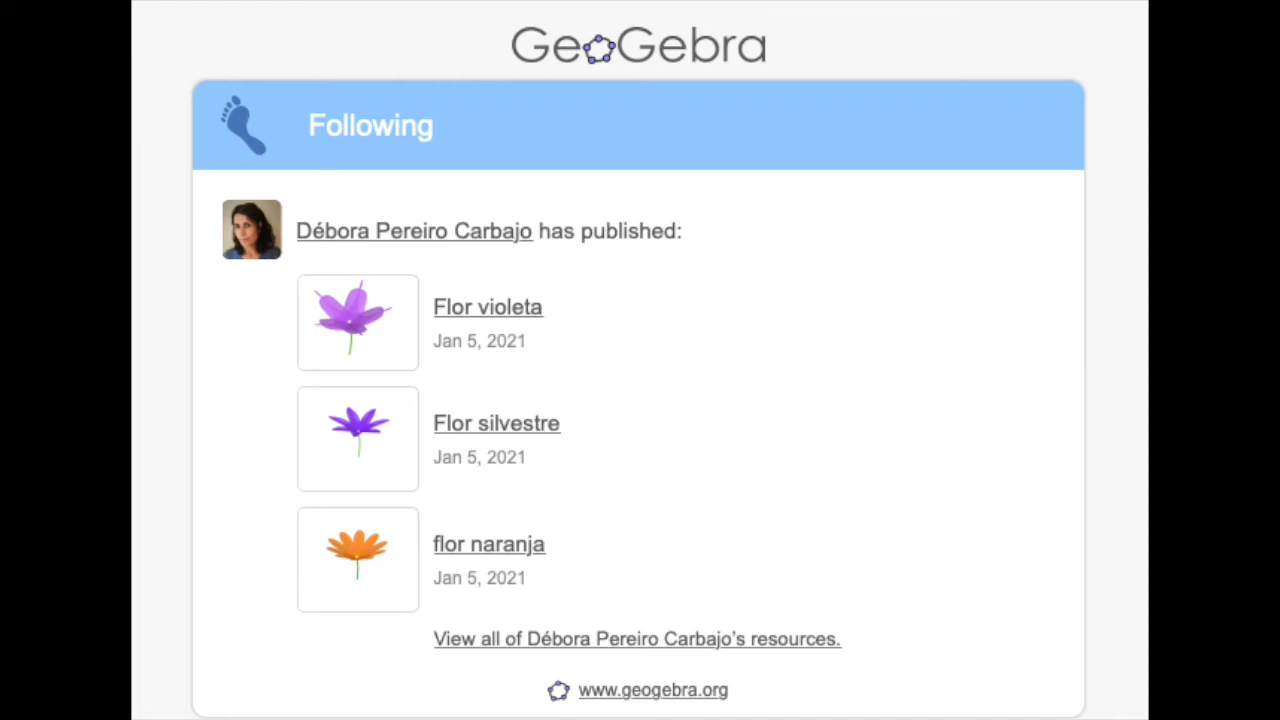 GeoGebra
Following
Débora Pereiro Carbajo has published:
Flor violeta
Jan 5, 2021
Flor silvestre
Jan 5, 2021
flor naranja
Jan 5, 2021
View all of Débora Pereiro Carbajo’s resources.
www.geogebra.org